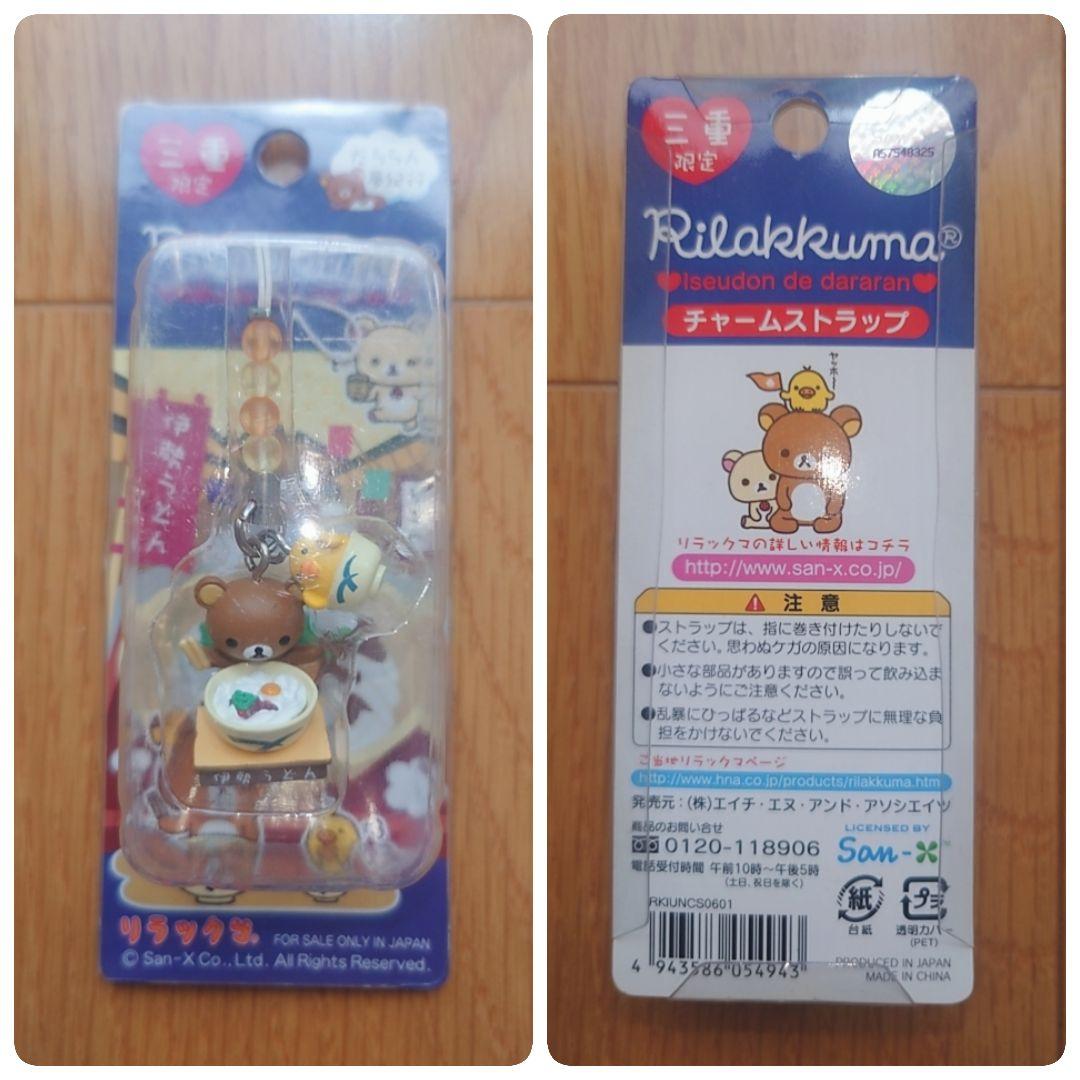 三重
限定
だららん
伊勢うどん
伊勢うどん
リラックマ
FOR SALE ONLY IN JAPAN
© San-X Co., Ltd. All Rights Reserved.
三重
限定
A5754832S
Rilakkuma®
Iseudon de dararan
チャームストラップ
ヤッホー
リラックマの詳しい情報はコチラ
http://www.san-x.co.jp/
注意
●ストラップは、指に巻き付けたりしないで
ください。思わぬケガの原因になります。
●小さな部品がありますので誤って飲み込ま
ないようにご注意ください。
●乱暴にひっぱるなどストラップに無理な負
担をかけないでください。
ご当地リラックマページ
http://www.hna.co.jp/products/rilakkuma.htm
発売元:(株)エイチ・エヌ・アンド・アソシエイツ
商品のお問い合せ
0120-118906
電話受付時間 午前10時～午後5時
(土日、祝日を除く)
LICENSED BY
San-X™
紙
台紙
プラ
透明カバー
(PET)
RKIUNCS0601
4 943586 054943
PRODUCED IN JAPAN
MADE IN CHINA